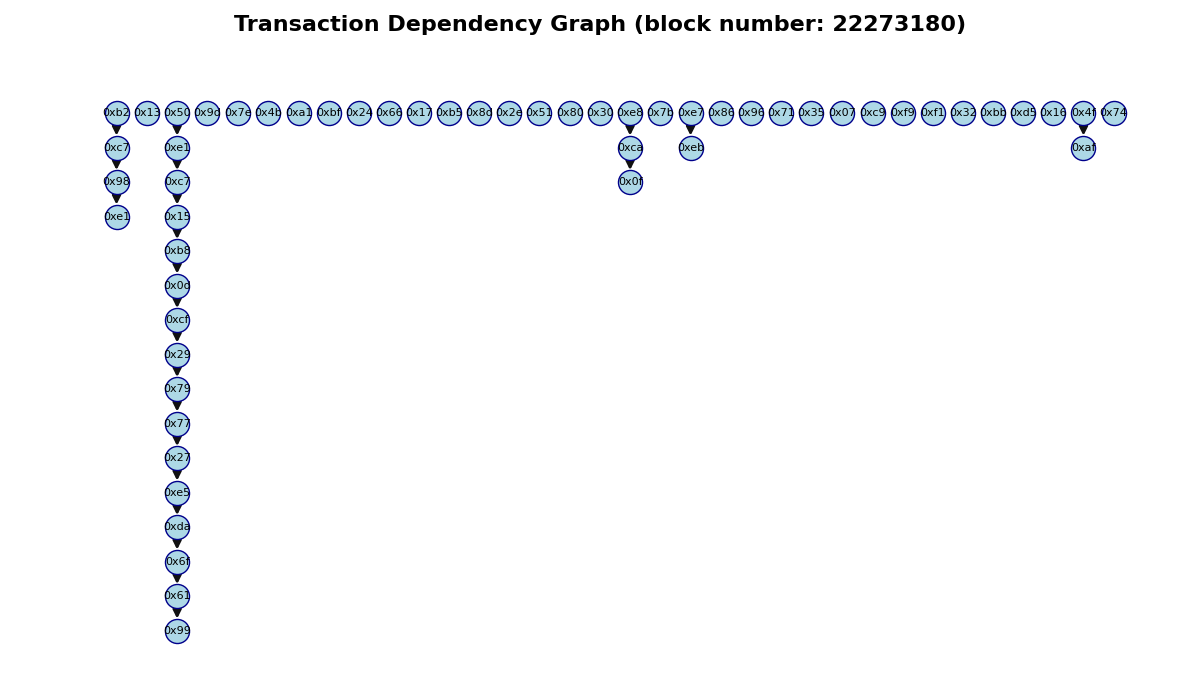 Transaction Dependency Graph (block number: 22273180)
0xb2 0x13 0x50 0x9d 0x7e 0x4b 0xa1 0xbf 0x24 0x66 0x17 0xb5 0x8d 0x2e 0x51 0x80 0x30 0xe8 0x7b 0xe7 0x86 0x96 0x71 0x35 0x07 0xc9 0xf9 0xf1 0x32 0xbb 0xd5 0x16 0x4f 0x74
0xc7 0xe1 0xca 0xeb 0xaf
0x98 0xc7 0x0f
0xe1 0x15
0xb8
0x0d
0xcf
0x29
0x79
0x77
0x27
0xe5
0xda
0x6f
0x61
0x99